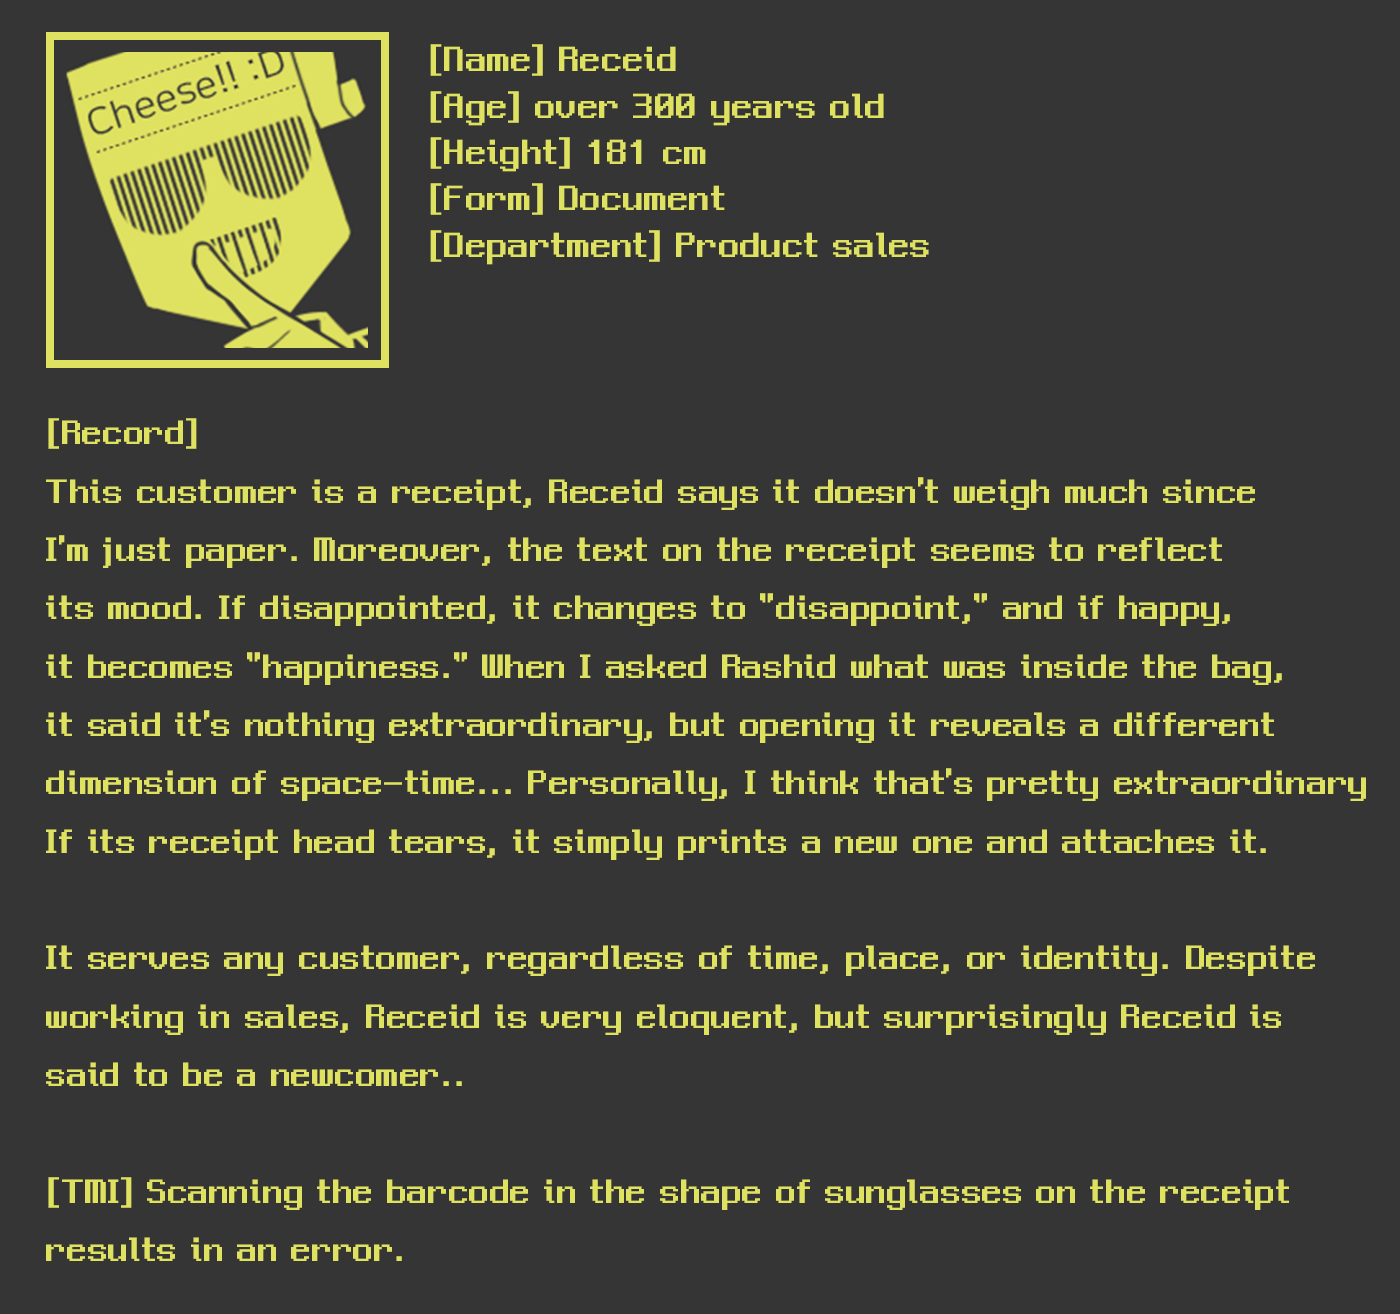 Cheese!! :D
[Name] Receid
[Age] over 300 years old
[Height] 181 cm
[Form] Document
[Department] Product sales
[Record]
This customer is a receipt, Receid says it doesn't weigh much since
I'm just paper. Moreover, the text on the receipt seems to reflect
its mood. If disappointed, it changes to "disappoint," and if happy,
it becomes "happiness." When I asked Rashid what was inside the bag,
it said it's nothing extraordinary, but opening it reveals a different
dimension of space-time... Personally, I think that's pretty extraordinary
If its receipt head tears, it simply prints a new one and attaches it.
It serves any customer, regardless of time, place, or identity. Despite
working in sales, Receid is very eloquent, but surprisingly Receid is
said to be a newcomer..
[TMI] Scanning the barcode in the shape of sunglasses on the receipt
results in an error.